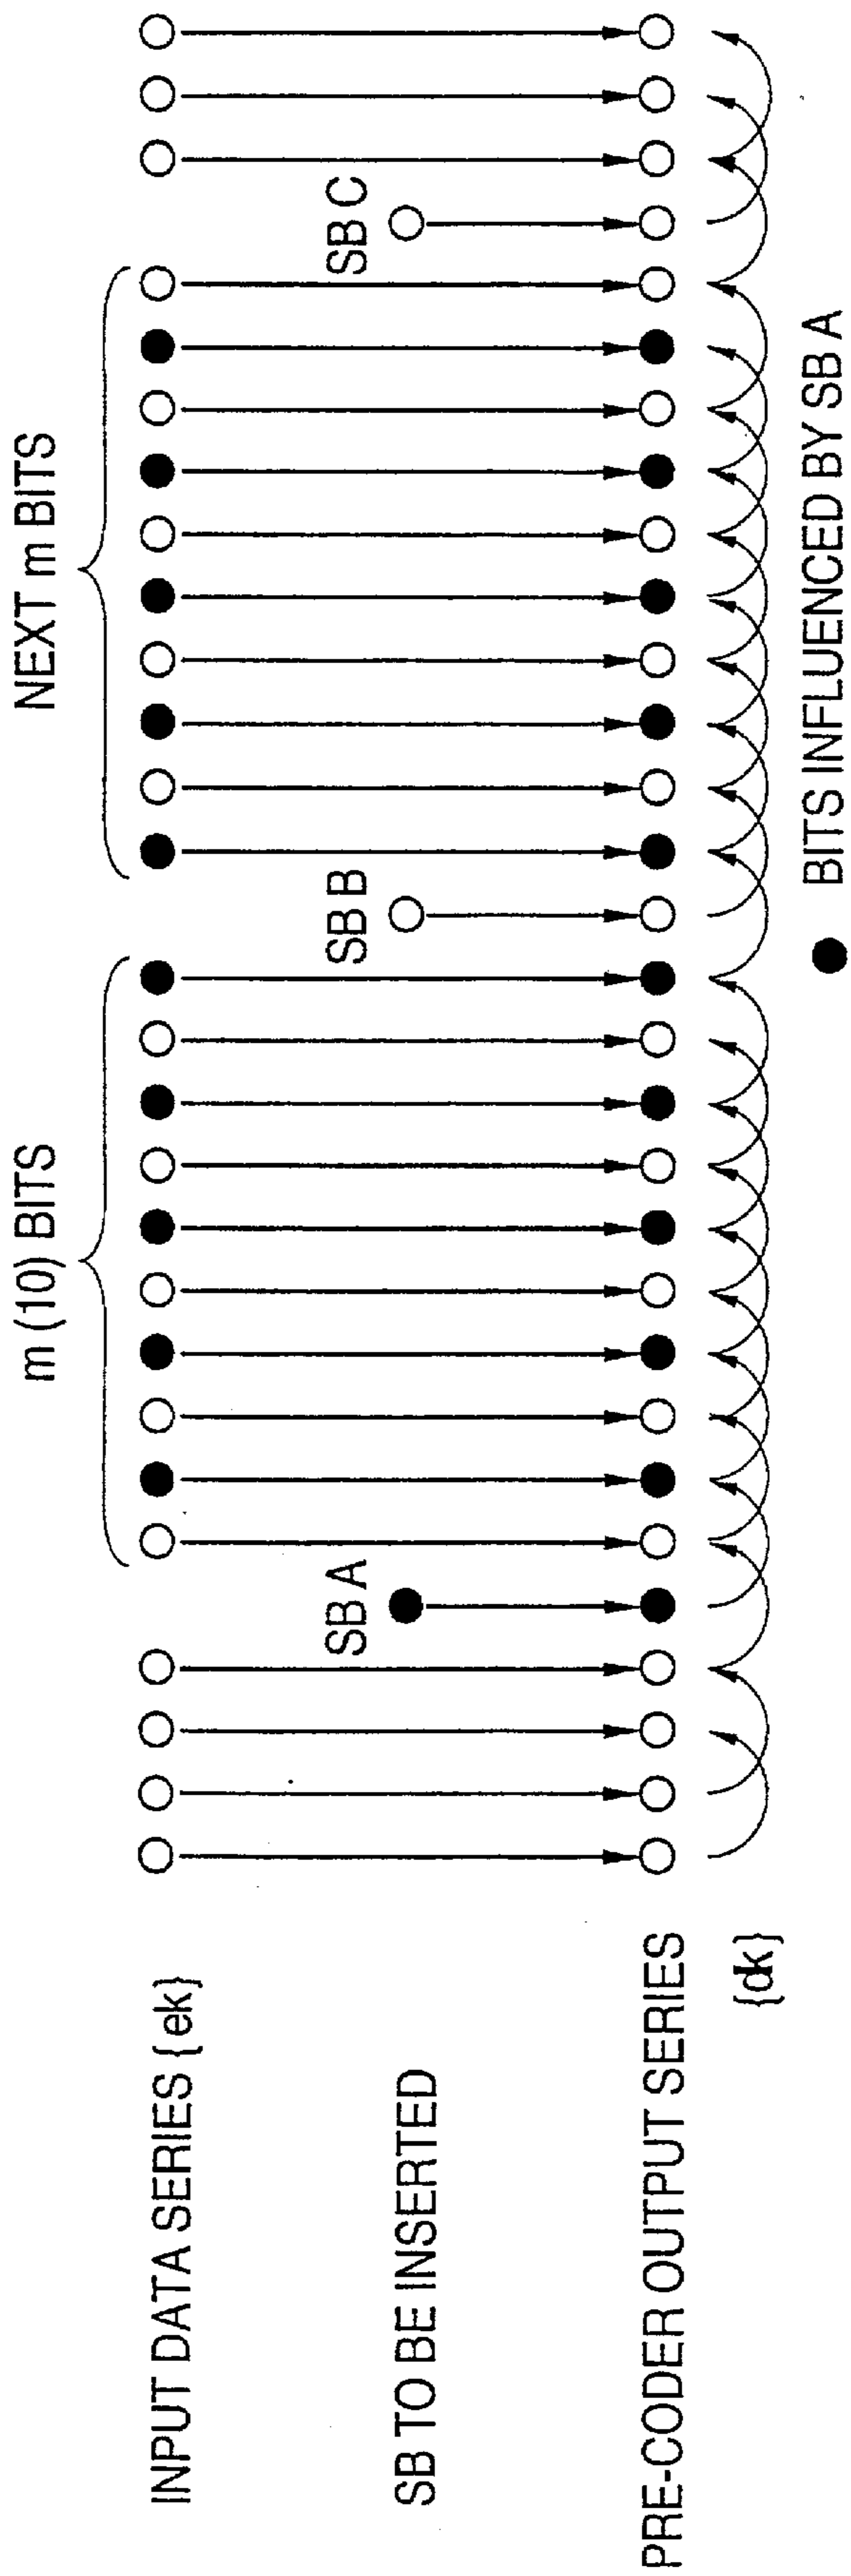 m (10) BITS
NEXT m BITS
INPUT DATA SERIES {ek}
SB A
SB B
SB C
SB TO BE INSERTED
PRE-CODER OUTPUT SERIES
{dk}
BITS INFLUENCED BY SB A